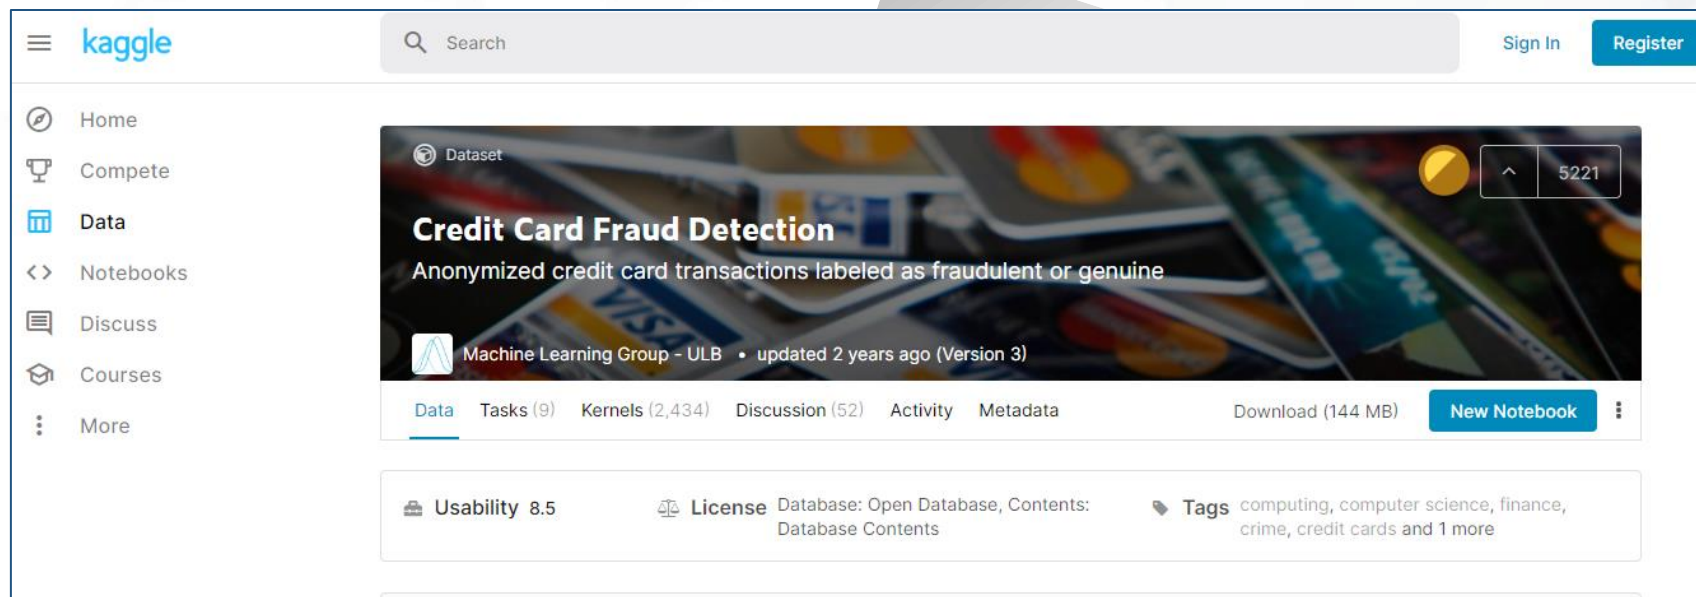 kaggle
Search
Sign In
Register
Home
Compete
Data
Notebooks
Discuss
Courses
More
Dataset
5221
Credit Card Fraud Detection
Anonymized credit card transactions labeled as fraudulent or genuine
VISA
Machine Learning Group - ULB • updated 2 years ago (Version 3)
Data Tasks (9) Kernels (2,434) Discussion (52) Activity Metadata
Download (144 MB)
New Notebook
Usability 8.5
License Database: Open Database, Contents:
Database Contents
Tags computing, computer science, finance,
crime, credit cards and 1 more